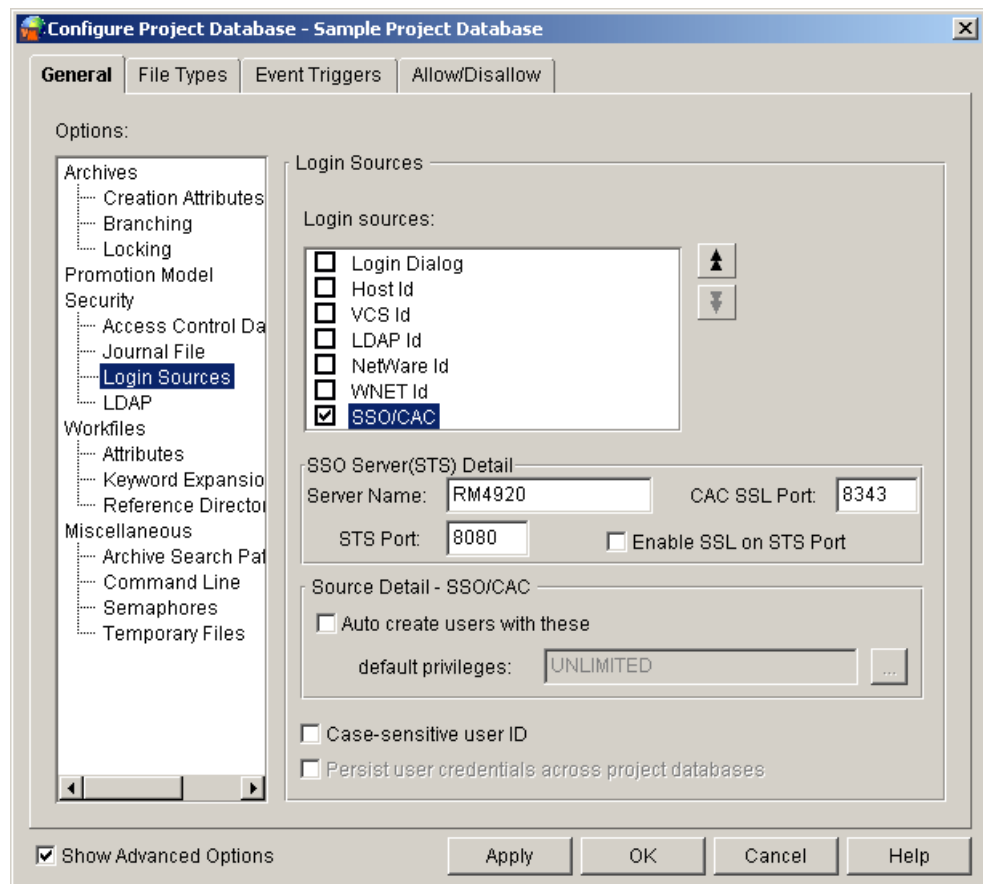 Configure Project Database - Sample Project Database
General
File Types
Event Triggers
Allow/Disallow
Options:
Archives
Creation Attributes
Branching
Locking
Promotion Model
Security
Access Control Da
Journal File
Login Sources
LDAP
Workfiles
Attributes
Keyword Expansio
Reference Director
Miscellaneous
Archive Search Pat
Command Line
Semaphores
Temporary Files
Login Sources
Login sources:
Login Dialog
Host Id
VCS Id
LDAP Id
NetWare Id
WNET Id
SSO/CAC
SSO Server(STS) Detail
Server Name: RM4920 CAC SSL Port: 8343
STS Port: 8080 Enable SSL on STS Port
Source Detail - SSO/CAC
Auto create users with these
default privileges: UNLIMITED ...
Case-sensitive user ID
Persist user credentials across project databases
Show Advanced Options
Apply
OK
Cancel
Help